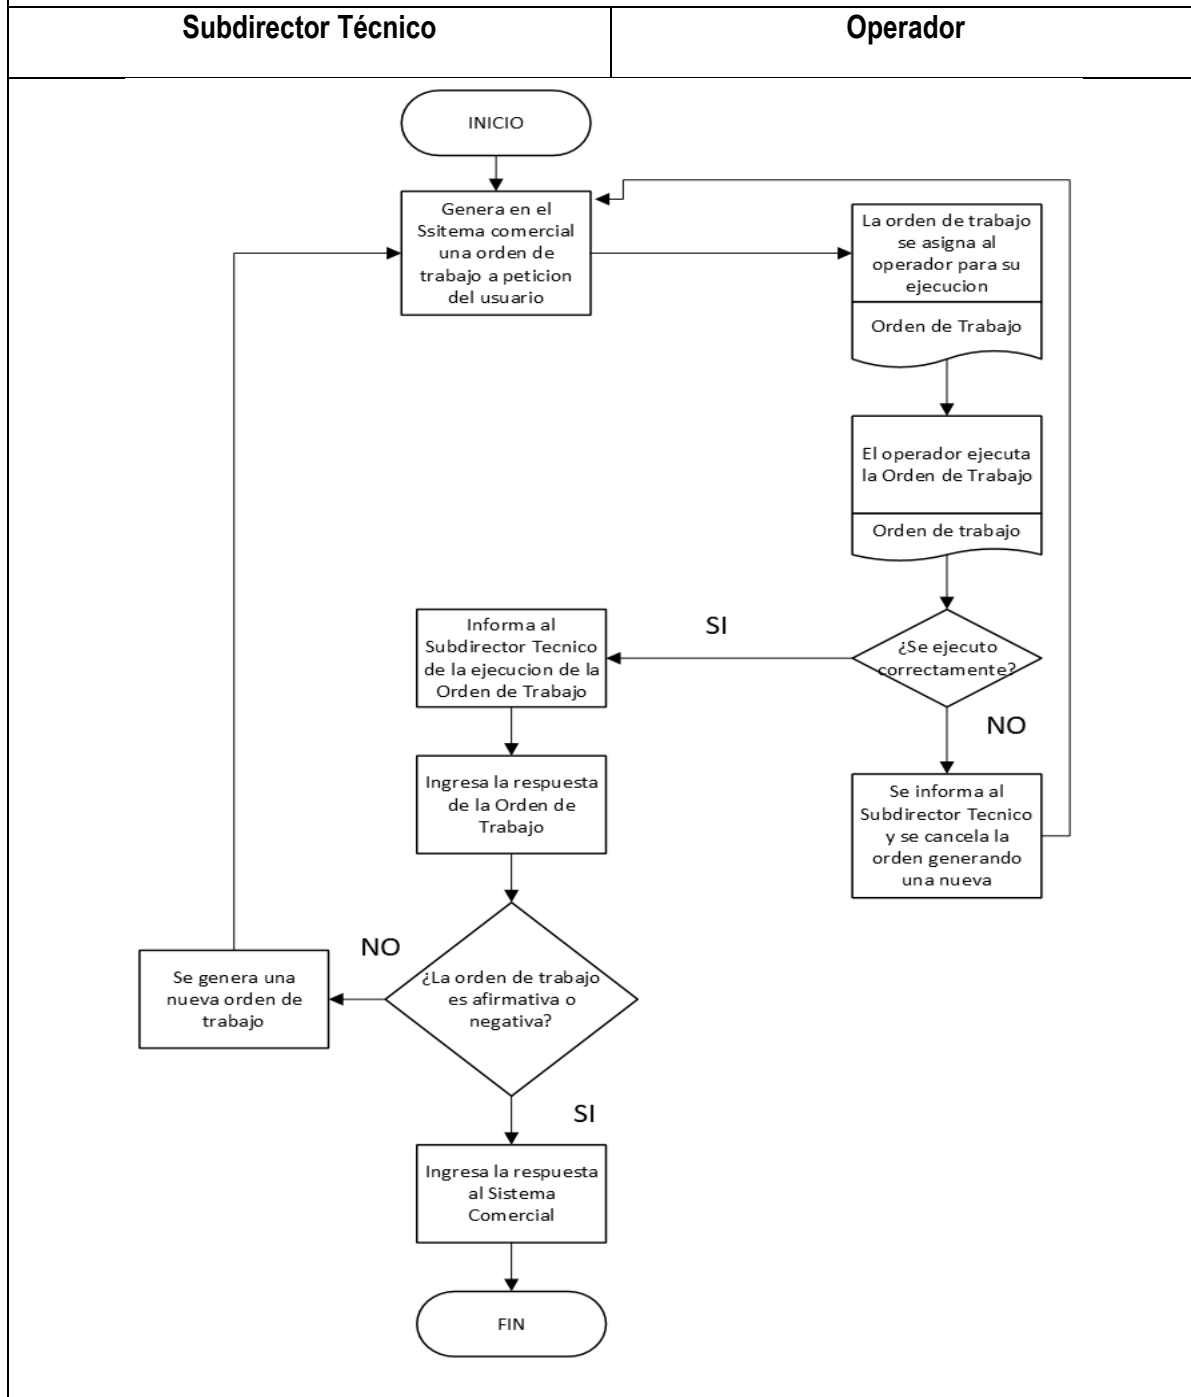 Subdirector Técnico
Operador
INICIO
Genera en el
Ssitema comercial
una orden de
trabajo a peticion
del usuario
La orden de trabajo
se asigna al
operador para su
ejecucion
Orden de Trabajo
El operador ejecuta
la Orden de Trabajo
Orden de trabajo
¿Se ejecuto
correctamente?
SI
NO
Informa al
Subdirector Tecnico
de la ejecucion de la
Orden de Trabajo
Se informa al
Subdirector Tecnico
y se cancela la
orden generando
una nueva
Ingresa la respuesta
de la Orden de
Trabajo
¿La orden de trabajo
es afirmativa o
negativa?
NO
Se genera una
nueva orden de
trabajo
SI
Ingresa la respuesta
al Sistema
Comercial
FIN